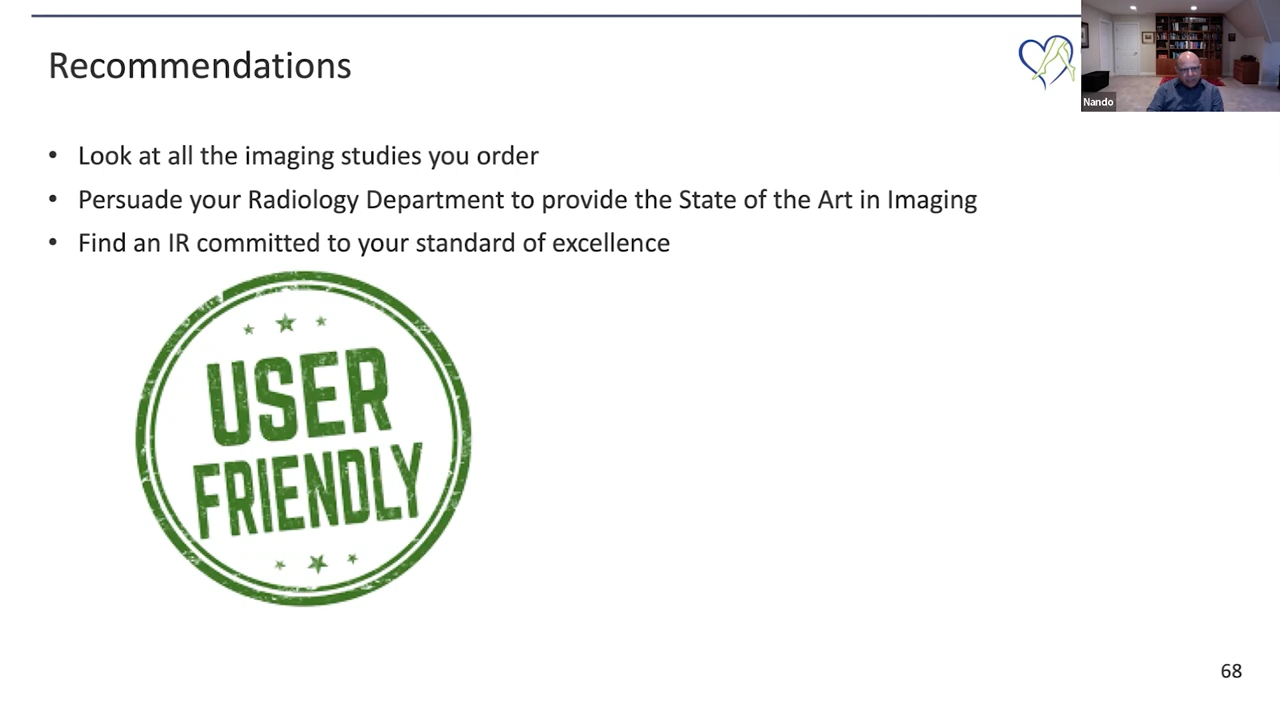 Recommendations
Nando
• Look at all the imaging studies you order
• Persuade your Radiology Department to provide the State of the Art in Imaging
• Find an IR committed to your standard of excellence
USER
FRIENDLY
68